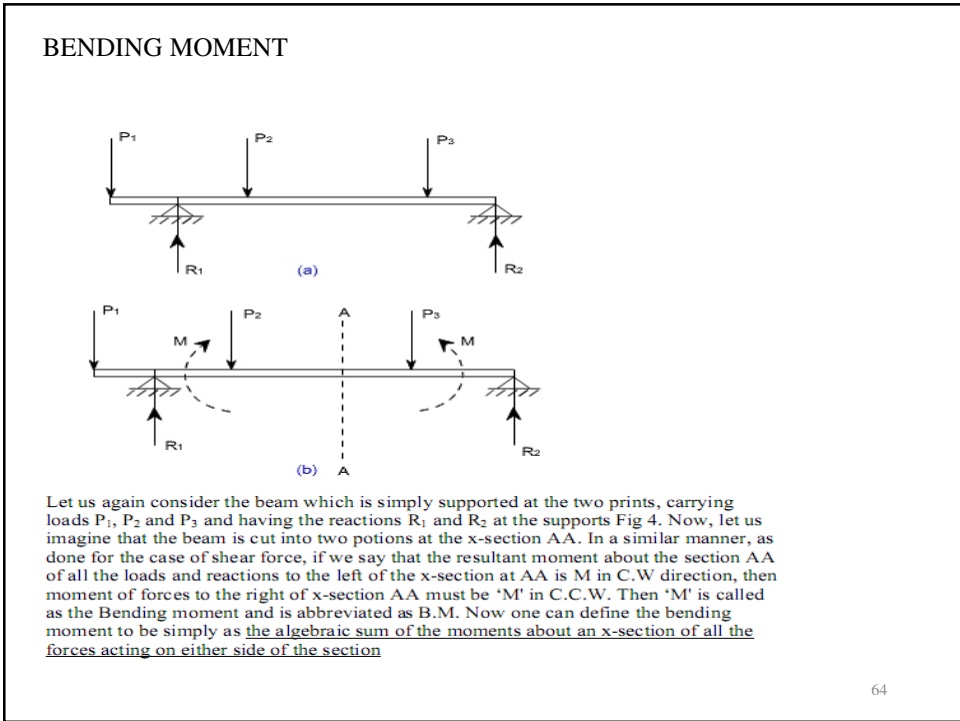 BENDING MOMENT
P₁ P₂ P₃
R₁ (a) R₂
P₁ P₂ A P₃
M M
R₁ R₂
(b) A
Let us again consider the beam which is simply supported at the two prints, carrying
loads P₁, P₂ and P₃ and having the reactions R₁ and R₂ at the supports Fig 4. Now, let us
imagine that the beam is cut into two potions at the x-section AA. In a similar manner, as
done for the case of shear force, if we say that the resultant moment about the section AA
of all the loads and reactions to the left of the x-section at AA is M in C.W direction, then
moment of forces to the right of x-section AA must be ‘M' in C.C.W. Then ‘M' is called
as the Bending moment and is abbreviated as B.M. Now one can define the bending
moment to be simply as the algebraic sum of the moments about an x-section of all the
forces acting on either side of the section
64